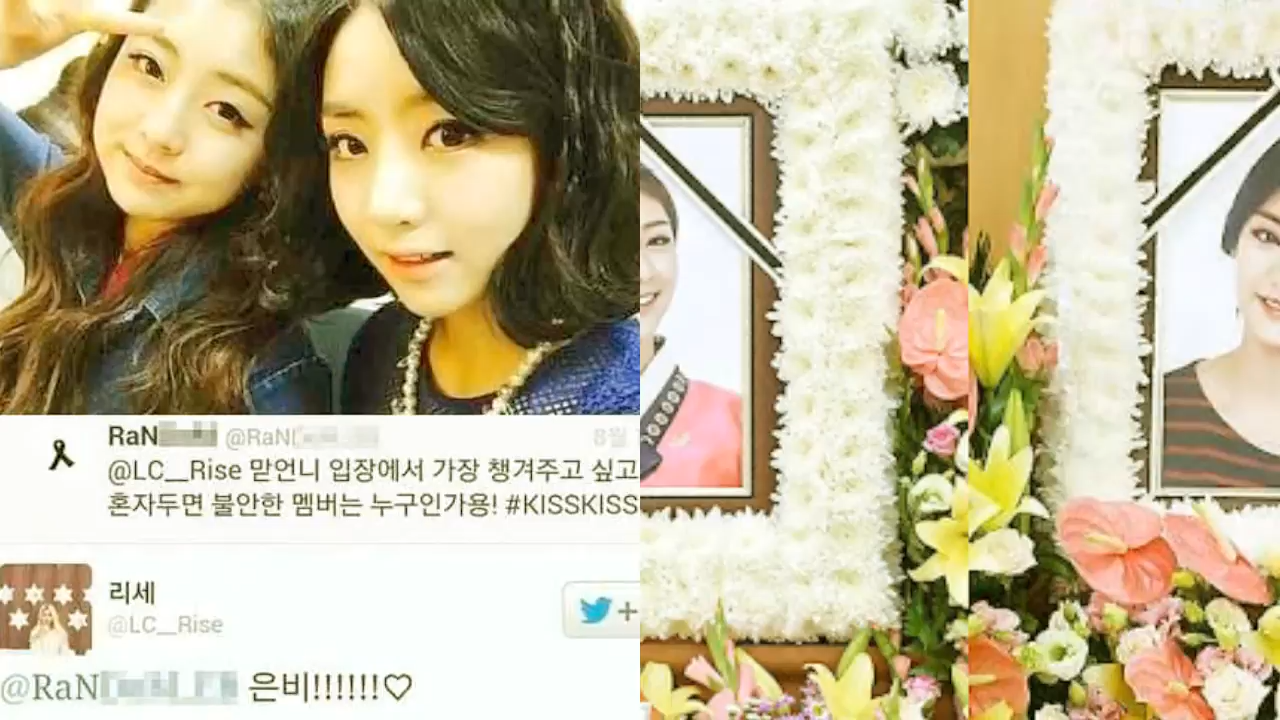 RaN @RaN 8월
@LC__Rise 맏언니 입장에서 가장 챙겨주고 싶고
혼자두면 불안한 멤버는 누구인가용! #KISSKISS
리세
@LC__Rise
@RaN 은비!!!!!!♡